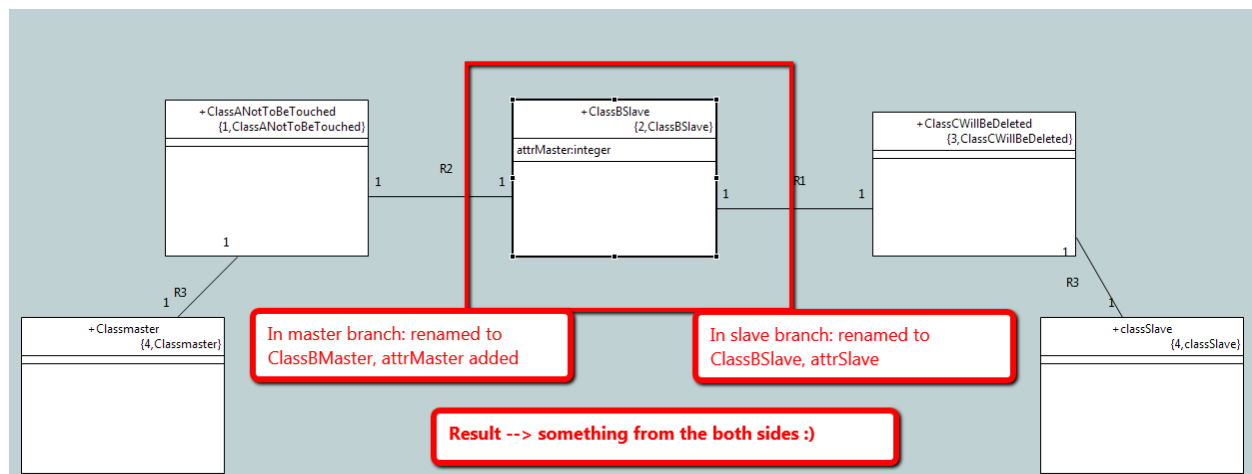 +ClassANotToBeTouched
{1,ClassANotToBeTouched}
+ClassBSlave
{2,ClassBSlave}
attrMaster:integer
+ClassCWillBeDeleted
{3,ClassCWillBeDeleted}
R2
1
1
R1
1
1
1
R3
1
1
R3
1
+Classmaster
{4,Classmaster}
+classSlave
{4,classSlave}
In master branch: renamed to
ClassBMaster, attrMaster added
In slave branch: renamed to
ClassBSlave, attrSlave
Result --> something from the both sides :)